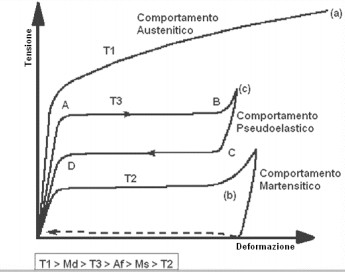 Tensione
Comportamento
Austenitico
(a)
T1
A
T3
B
(c)
Comportamento
Pseudoelastico
D
C
T2
(b)
Comportamento
Martensitico
Deformazione
T1 > Md > T3 > Af > Ms > T2